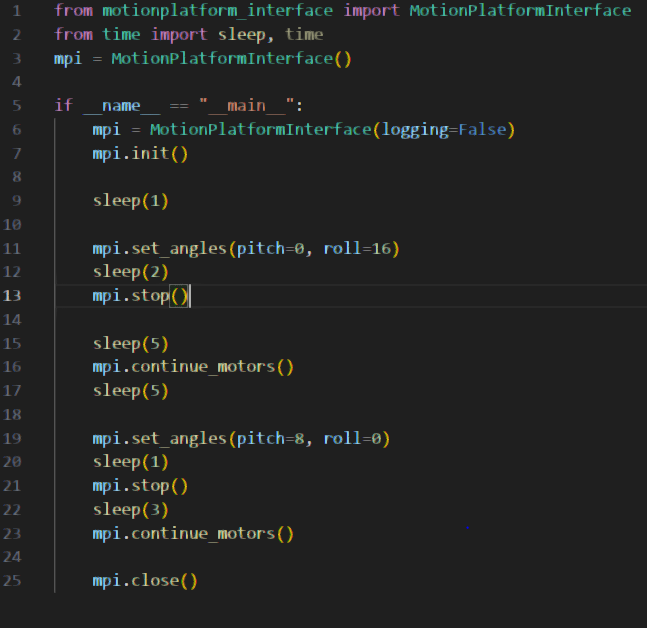 1 from motionplatform_interface import MotionPlatformInterface
2 from time import sleep, time
3 mpi = MotionPlatformInterface()
4
5 if __name__ == "__main__":
6     mpi = MotionPlatformInterface(logging=False)
7     mpi.init()
8
9     sleep(1)
10
11     mpi.set_angles(pitch=0, roll=16)
12     sleep(2)
13     mpi.stop()
14
15     sleep(5)
16     mpi.continue_motors()
17     sleep(5)
18
19     mpi.set_angles(pitch=8, roll=0)
20     sleep(1)
21     mpi.stop()
22     sleep(3)
23     mpi.continue_motors()
24
25     mpi.close()